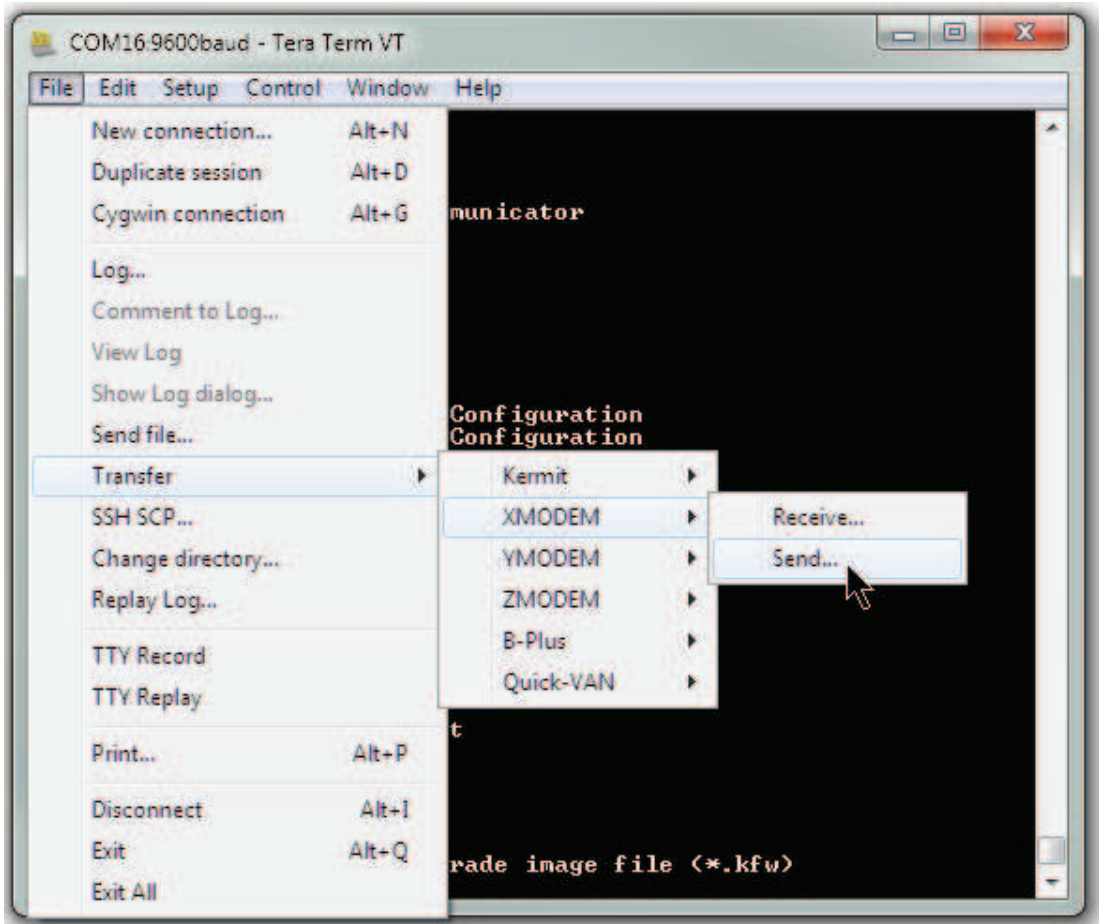 COM16:9600baud - Tera Term VT
File Edit Setup Control Window Help
New connection... Alt+N
Duplicate session Alt+D
Cygwin connection Alt+G
municator
Log...
Comment to Log...
View Log
Show Log dialog...
Configuration
Send file...
Configuration
Transfer
Kermit
SSH SCP...
XMODEM
Receive...
Change directory...
YMODEM
Send...
Replay Log...
ZMODEM
TTY Record
B-Plus
TTY Replay
Quick-VAN
t
Print... Alt+P
Disconnect Alt+I
Exit Alt+Q
rade image file (*.kfw)
Exit All